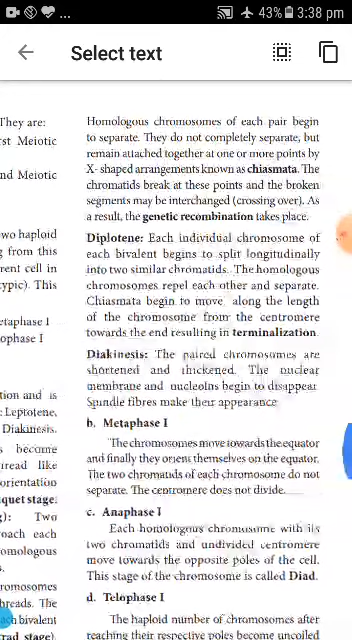 43% 3:38 pm
Select text
They are:
rst Meiotic
nd Meiotic
wo haploid
g from this
rent cell in
typic). This
etaphase I
ophase I
tion and is
: Leptotene,
Diakinesis.
s become
hread like
orientation
quet stage.
g): Two
roach each
omologous
s.
romosomes
hreads. The
ach bivalent
rad stage).
Homologous chromosomes of each pair begin
to separate. They do not completely separate, but
remain attached together at one or more points by
X- shaped arrangements known as chiasmata. The
chromatids break at these points and the broken
segments may be interchanged (crossing over). As
a result, the genetic recombination takes place.
Diplotene: Each individual chromosome of
each bivalent begins to split longitudinally
into two similar chromatids. The homologous
chromosomes repel each other and separate.
Chiasmata begin to move along the length
of the chromosome from the centromere
towards the end resulting in terminalization.
Diakinesis: The paired chromosomes are
shortened and thickened. The nuclear
membrane and nucleolus begin to disappear.
Spindle fibres make their appearance
b. Metaphase I
The chromosomes move towards the equator
and finally they orient themselves on the equator.
The two chromatids of each chromosome do not
separate. The centromere does not divide.
c. Anaphase I
Each homologous chromosome with its
two chromatids and undivided centromere
move towards the opposite poles of the cell.
This stage of the chromosome is called Diad.
d. Telophase I
The haploid number of chromosomes after
reaching their respective poles become uncoiled